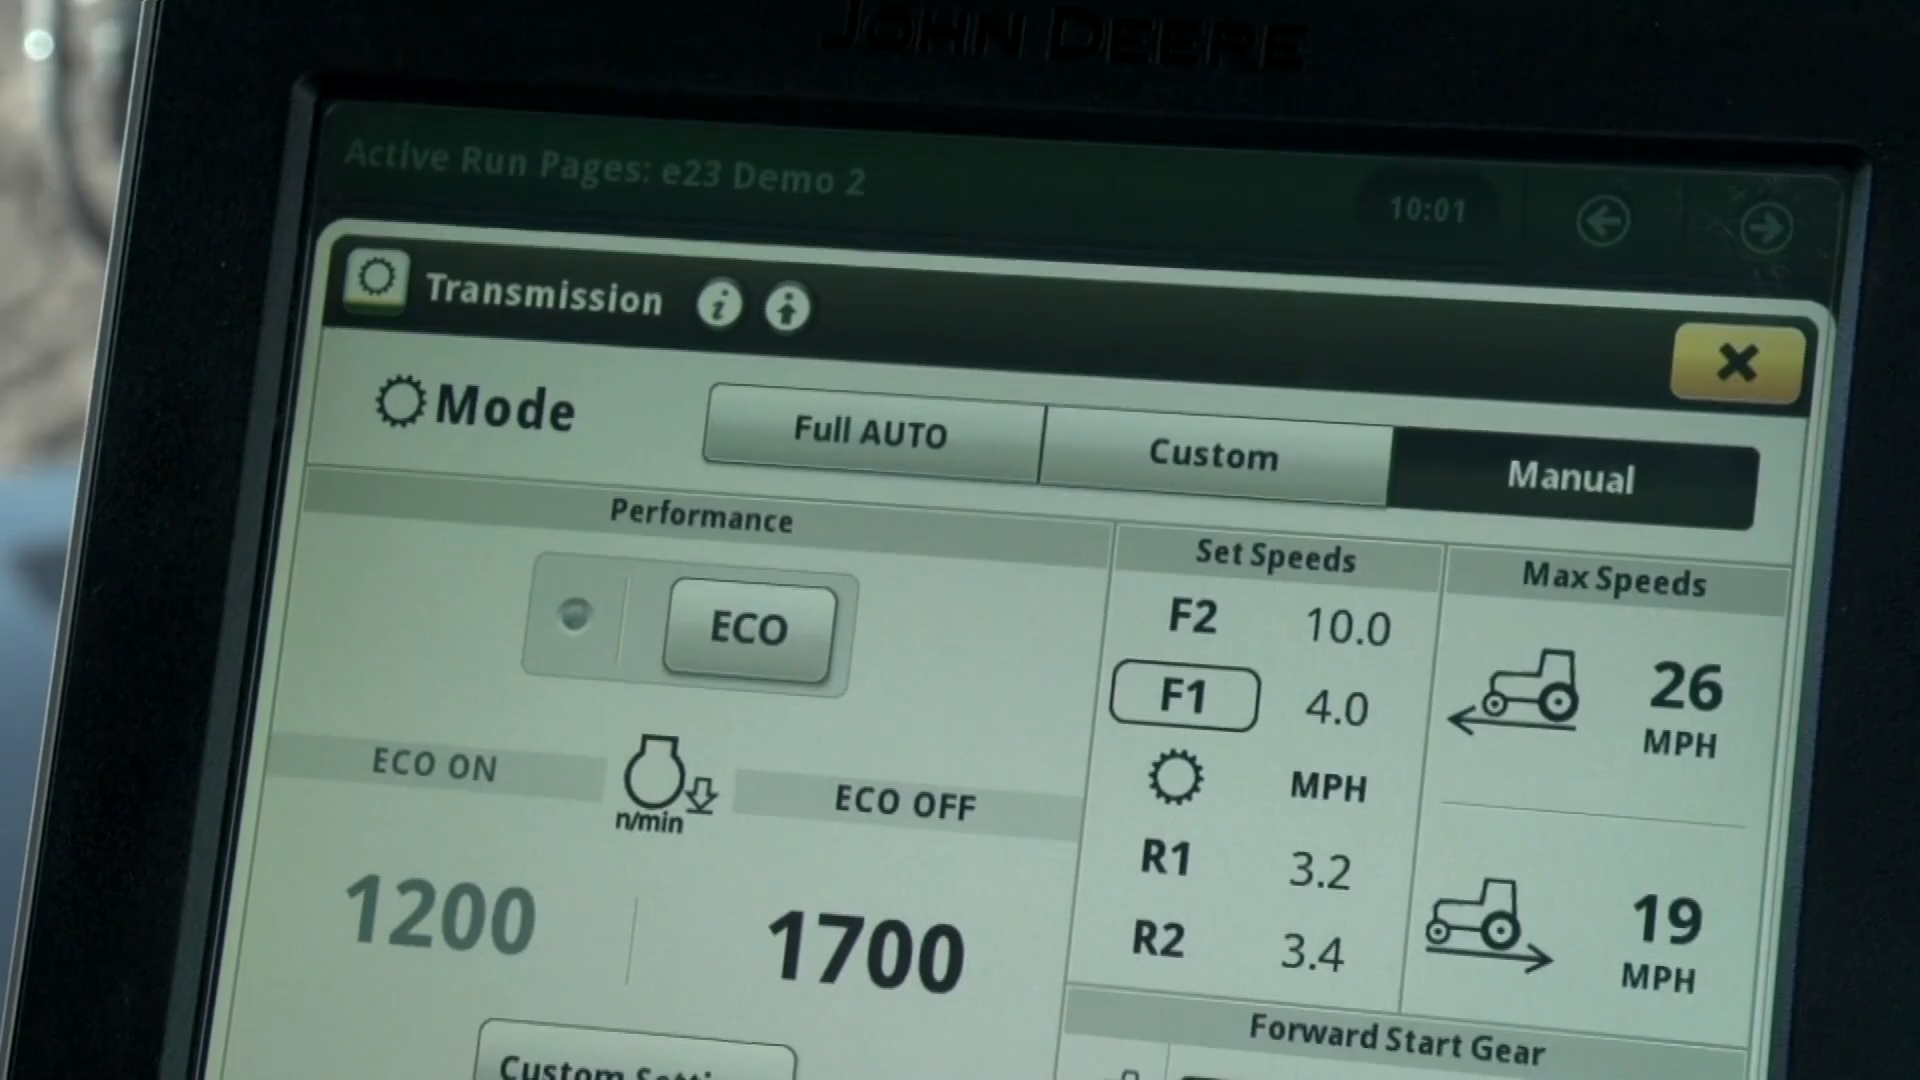 JOHN DEERE
Active Run Pages: e23 Demo 2
10:01
Transmission
Mode
Full AUTO
Custom
Manual
Performance
ECO
ECO ON
n/min
ECO OFF
1200
1700
Custom
Set Speeds
F2 10.0
F1 4.0
MPH
R1 3.2
R2 3.4
Max Speeds
26
MPH
19
MPH
Forward Start Gear